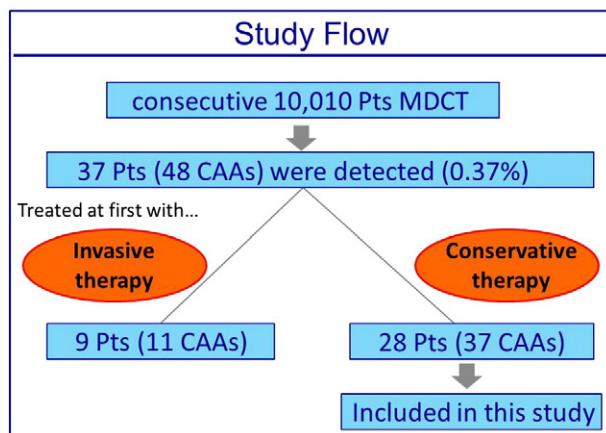 Study Flow
consecutive 10,010 Pts MDCT
37 Pts (48 CAAs) were detected (0.37%)
Treated at first with...
Invasive
therapy
Conservative
therapy
9 Pts (11 CAAs)
28 Pts (37 CAAs)
Included in this study